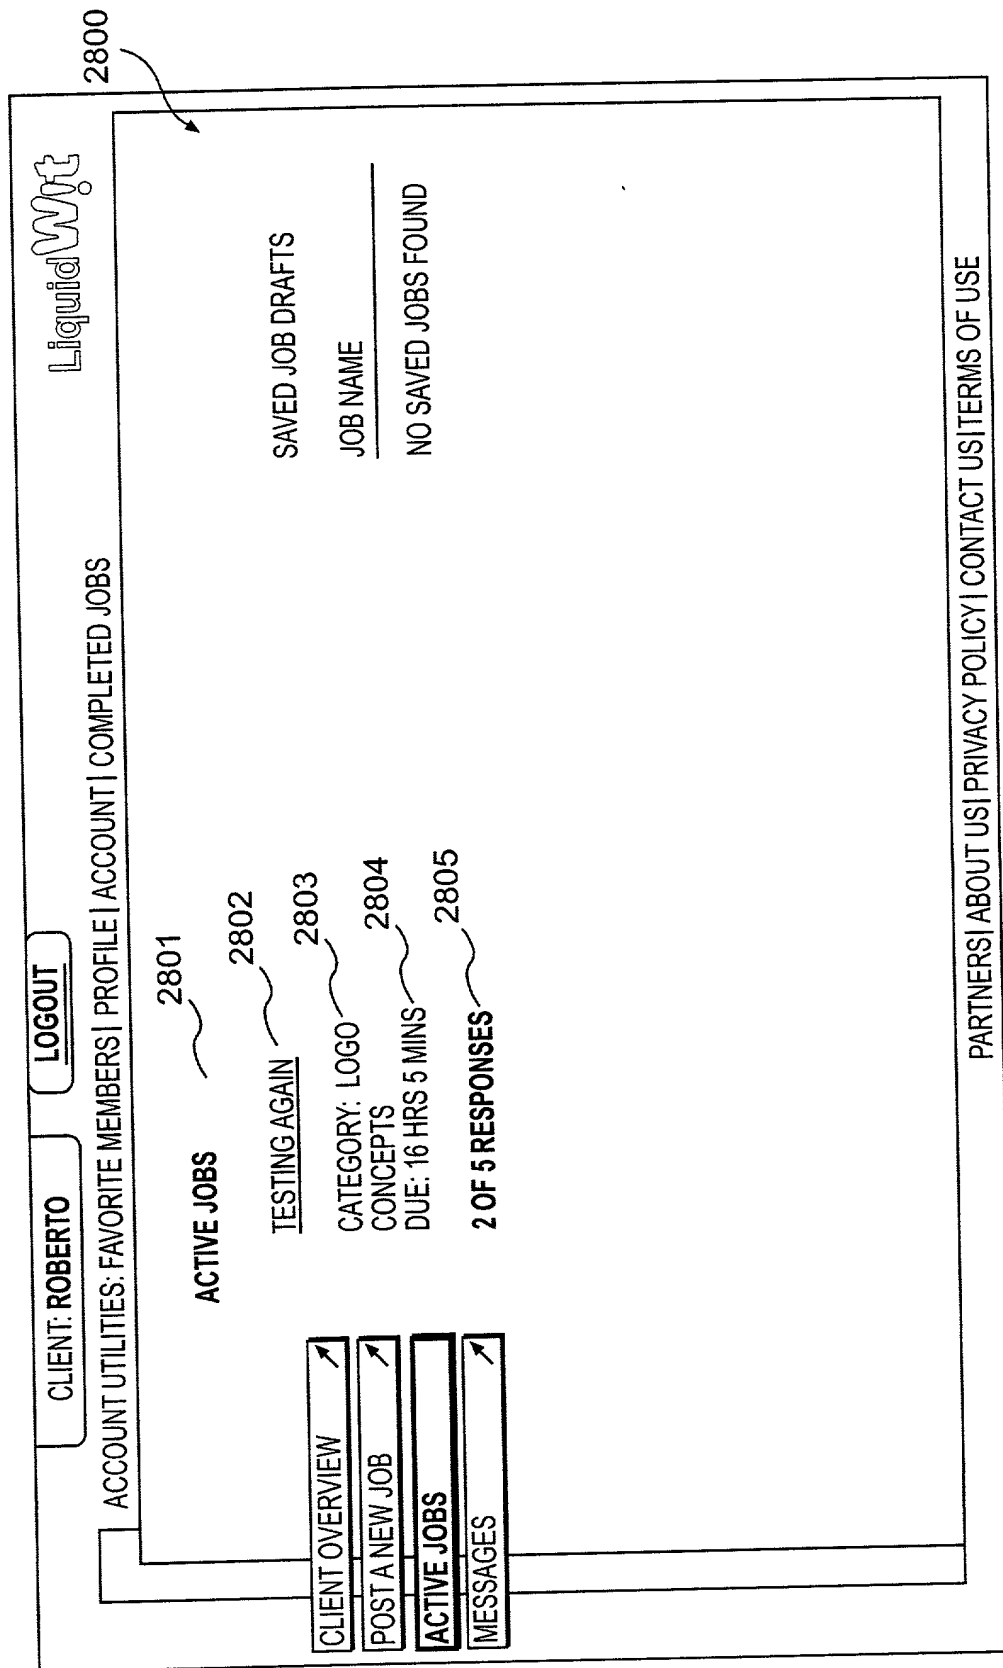 2800
LiquidWit
CLIENT: ROBERTO
LOGOUT
ACCOUNT UTILITIES: FAVORITE MEMBERS| PROFILE| ACCOUNT| COMPLETED JOBS
ACTIVE JOBS
2801
TESTING AGAIN
2802
CATEGORY: LOGO
CONCEPTS
2803
DUE: 16 HRS 5 MINS
2804
2 OF 5 RESPONSES
2805
SAVED JOB DRAFTS
JOB NAME
NO SAVED JOBS FOUND
CLIENT OVERVIEW
POST A NEW JOB
ACTIVE JOBS
MESSAGES
PARTNERS| ABOUT US| PRIVACY POLICY| CONTACT US|TERMS OF USE